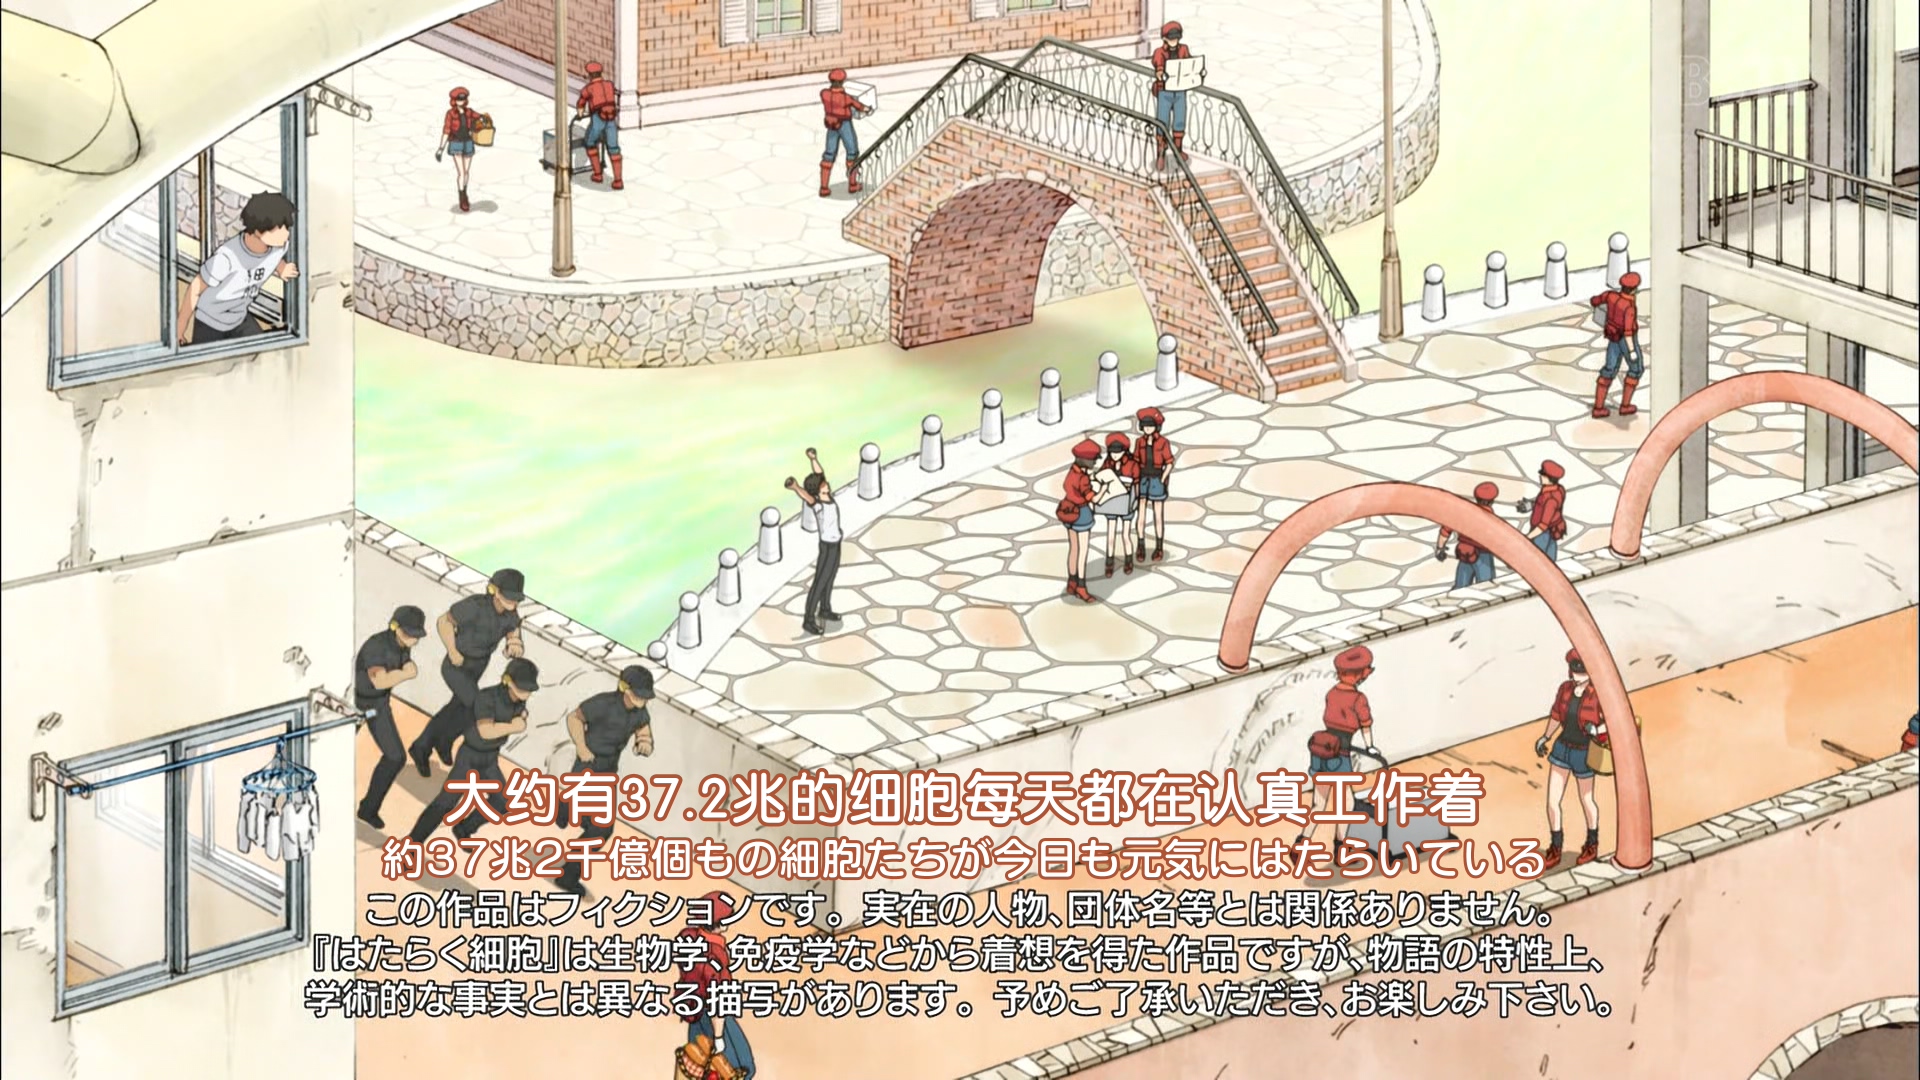 大约有37.2兆的细胞每天都在认真工作着
約37兆2千億個もの細胞たちが今日も元気にはたらいている
この作品はフィクションです。実在の人物、団体名等とは関係ありません。
『はたらく細胞』は生物学、免疫学などから着想を得た作品ですが、物語の特性上、
学術的な事実とは異なる描写があります。予めご了承いただき、お楽しみ下さい。